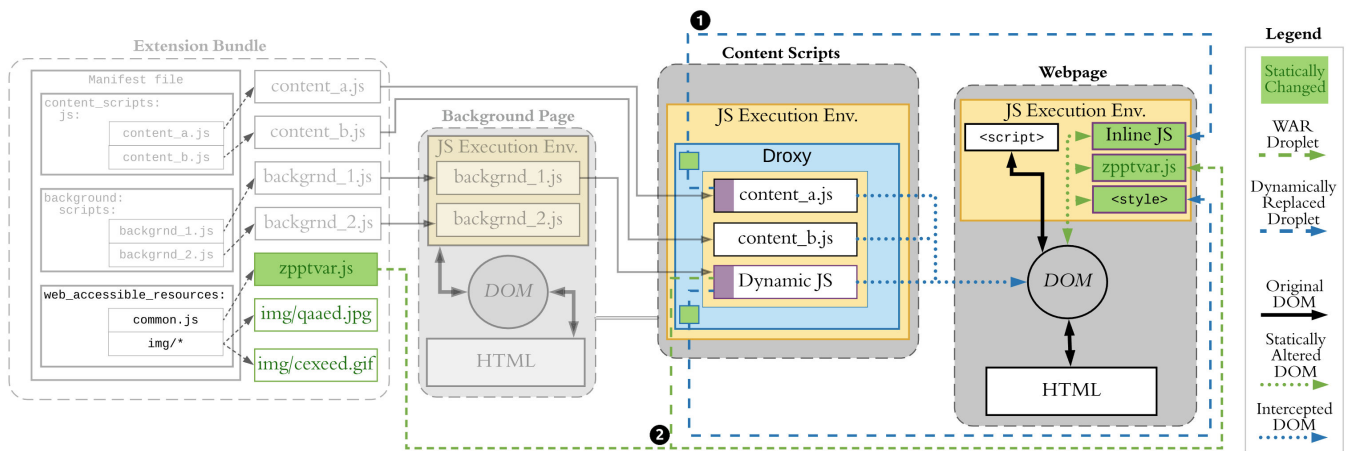 Extension Bundle
Manifest file
content_scripts:
js:
content_a.js
content_b.js
background:
scripts:
backgrnd_1.js
backgrnd_2.js
web_accessible_resources:
common.js
img/*
content_a.js
content_b.js
backgrnd_1.js
backgrnd_2.js
zpptvar.js
img/qaaed.jpg
img/cexeed.gif
Background Page
JS Execution Env.
backgrnd_1.js
backgrnd_2.js
DOM
HTML
1
2
Content Scripts
JS Execution Env.
Droxy
content_a.js
content_b.js
Dynamic JS
Webpage
JS Execution Env.
<script>
Inline JS
zpptvar.js
<style>
DOM
HTML
Legend
Statically
Changed
WAR
Droplet
Dynamically
Replaced
Droplet
Original
DOM
Statically
Altered
DOM
Intercepted
DOM